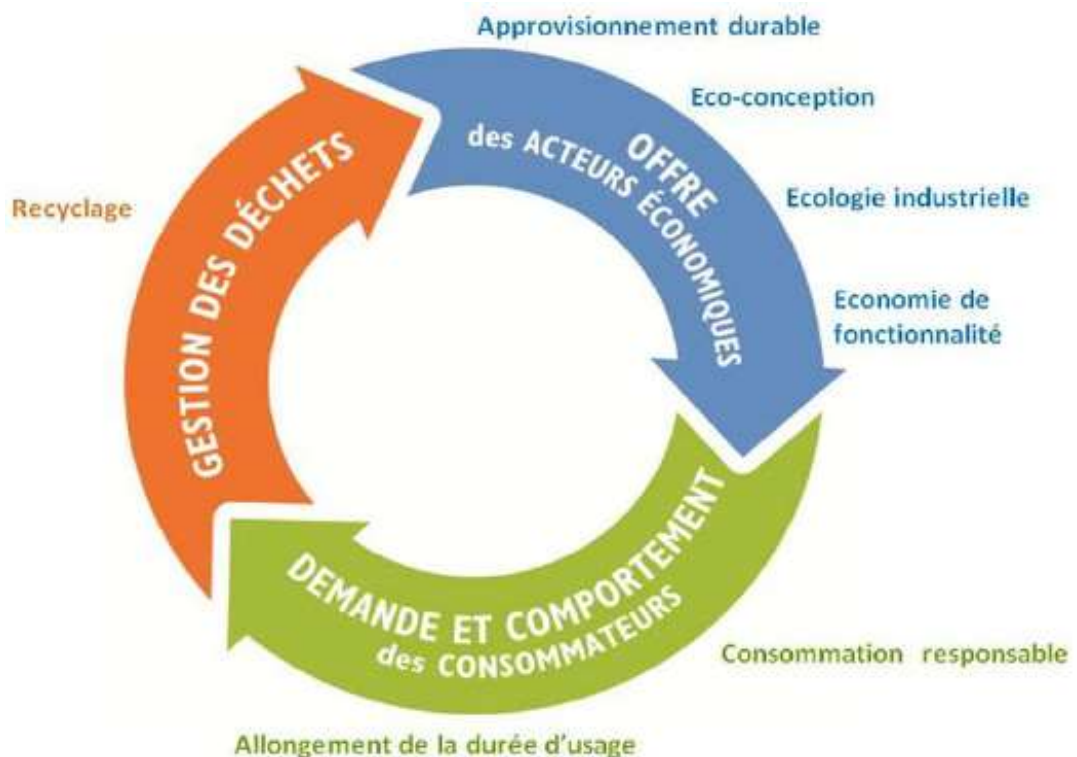 Approvisionnement durable
Eco-conception
OFFRE
des ACTEURS ÉCONOMIQUES
Ecologie industrielle
Economie de
fonctionnalité
DEMANDE ET COMPORTEMENT
des CONSOMMATEURS
Consommation responsable
Allongement de la durée d'usage
GESTION DES DÉCHETS
Recyclage